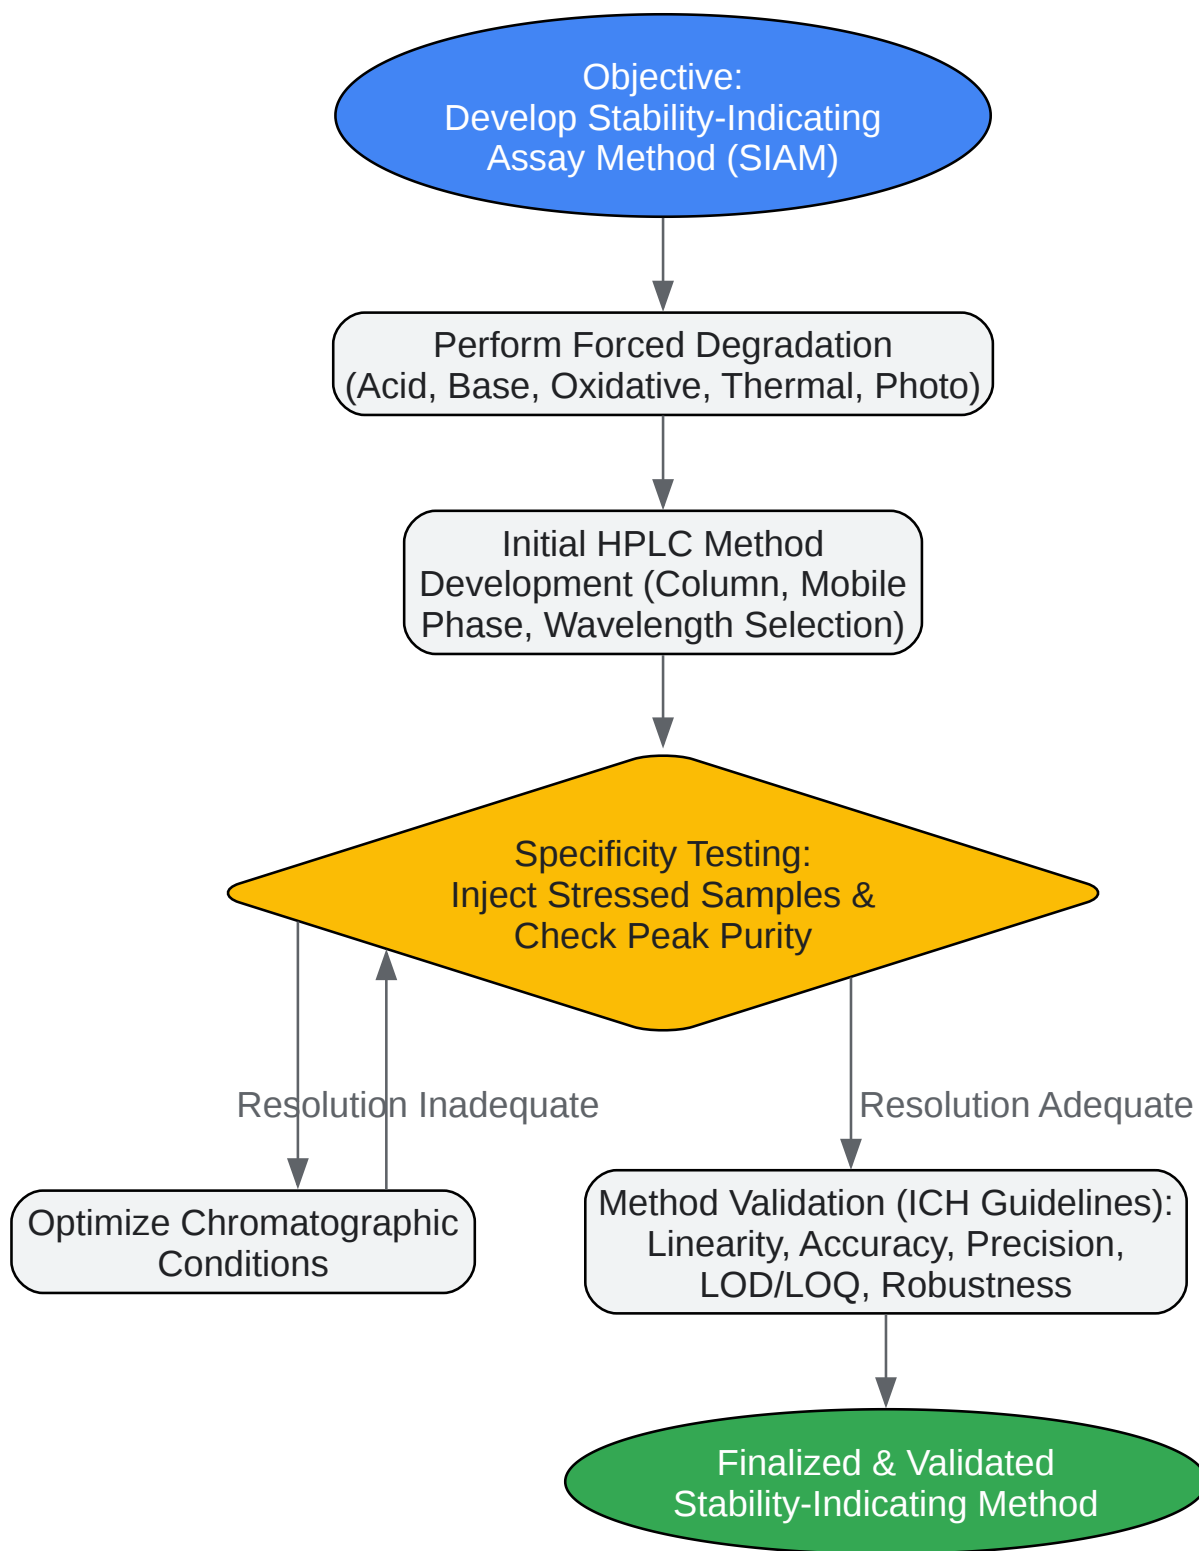 Objective:
Develop Stability-Indicating
Assay Method (SIAM)
Perform Forced Degradation
(Acid, Base, Oxidative, Thermal, Photo)
Initial HPLC Method
Development (Column, Mobile
Phase, Wavelength Selection)
Specificity Testing:
Inject Stressed Samples &
Check Peak Purity
Resolution Inadequate
Resolution Adequate
Optimize Chromatographic
Conditions
Method Validation (ICH Guidelines):
Linearity, Accuracy, Precision,
LOD/LOQ, Robustness
Finalized & Validated
Stability-Indicating Method